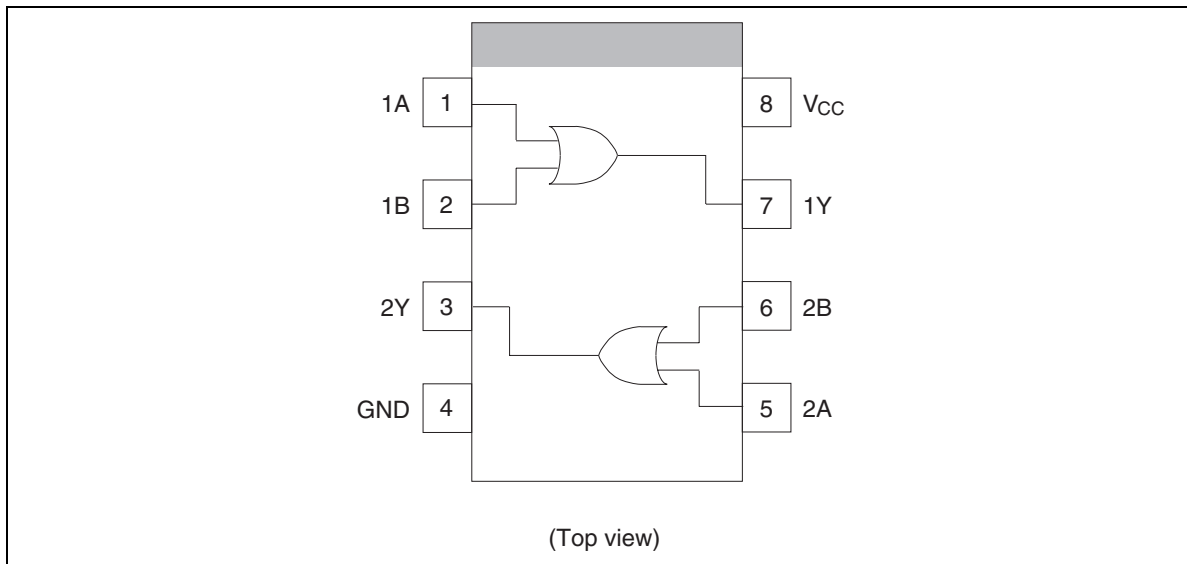 1A 1 8 VCC
1B 2 7 1Y
2Y 3 6 2B
GND 4 5 2A
(Top view)